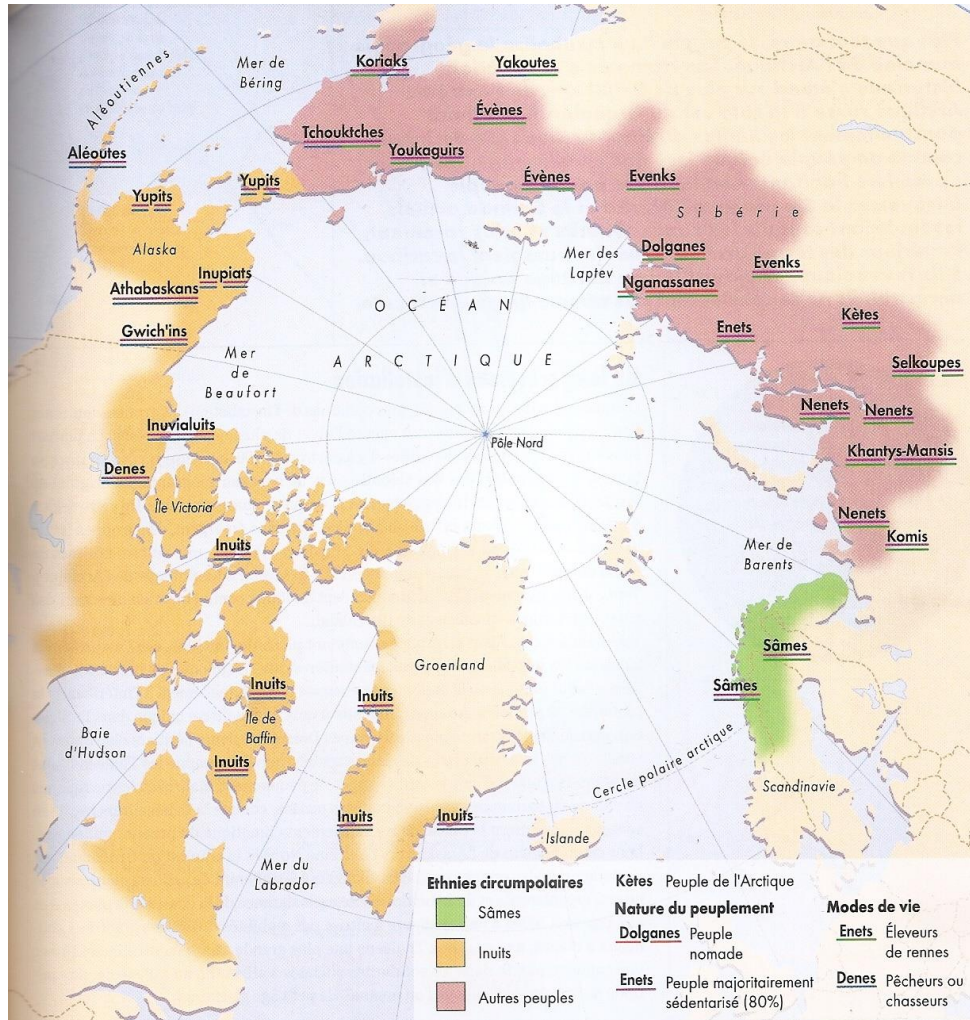 Mer de
Béring
Koriaks
Yakoutes
Aléoutiennes
Évènes
Tchouktches
Aléoutes
Youkaguirs
Yupits
Yupits
Évènes
Evenks
Sibérie
Alaska
Mer des
Laptev
Dolganes
Inupiats
Evenks
Athabaskans
Nganassanes
OCÉAN
Gwich'ins
Enets
Kètes
Mer
de
Beaufort
ARCTIQUE
Selkoupes
Nenets
Nenets
Inuvialuits
Pôle Nord
Khantys-Mansis
Denes
Île Victoria
Nenets
Inuits
Komis
Mer de
Barents
Sâmes
Groenland
Inuits
Inuits
Sâmes
Île de
Baffin
Baie
d'Hudson
Inuits
Cercle polaire arctique
Scandinavie
Inuits
Inuits
Islande
Mer du
Labrador
Ethnies circumpolaires
Sâmes
Inuits
Autres peuples
Kètes Peuple de l'Arctique
Nature du peuplement
Dolganes Peuple
nomade
Enets Peuple majoritairement
sédentarisé (80%)
Modes de vie
Enets Éleveurs
de rennes
Denes Pêcheurs ou
chasseurs